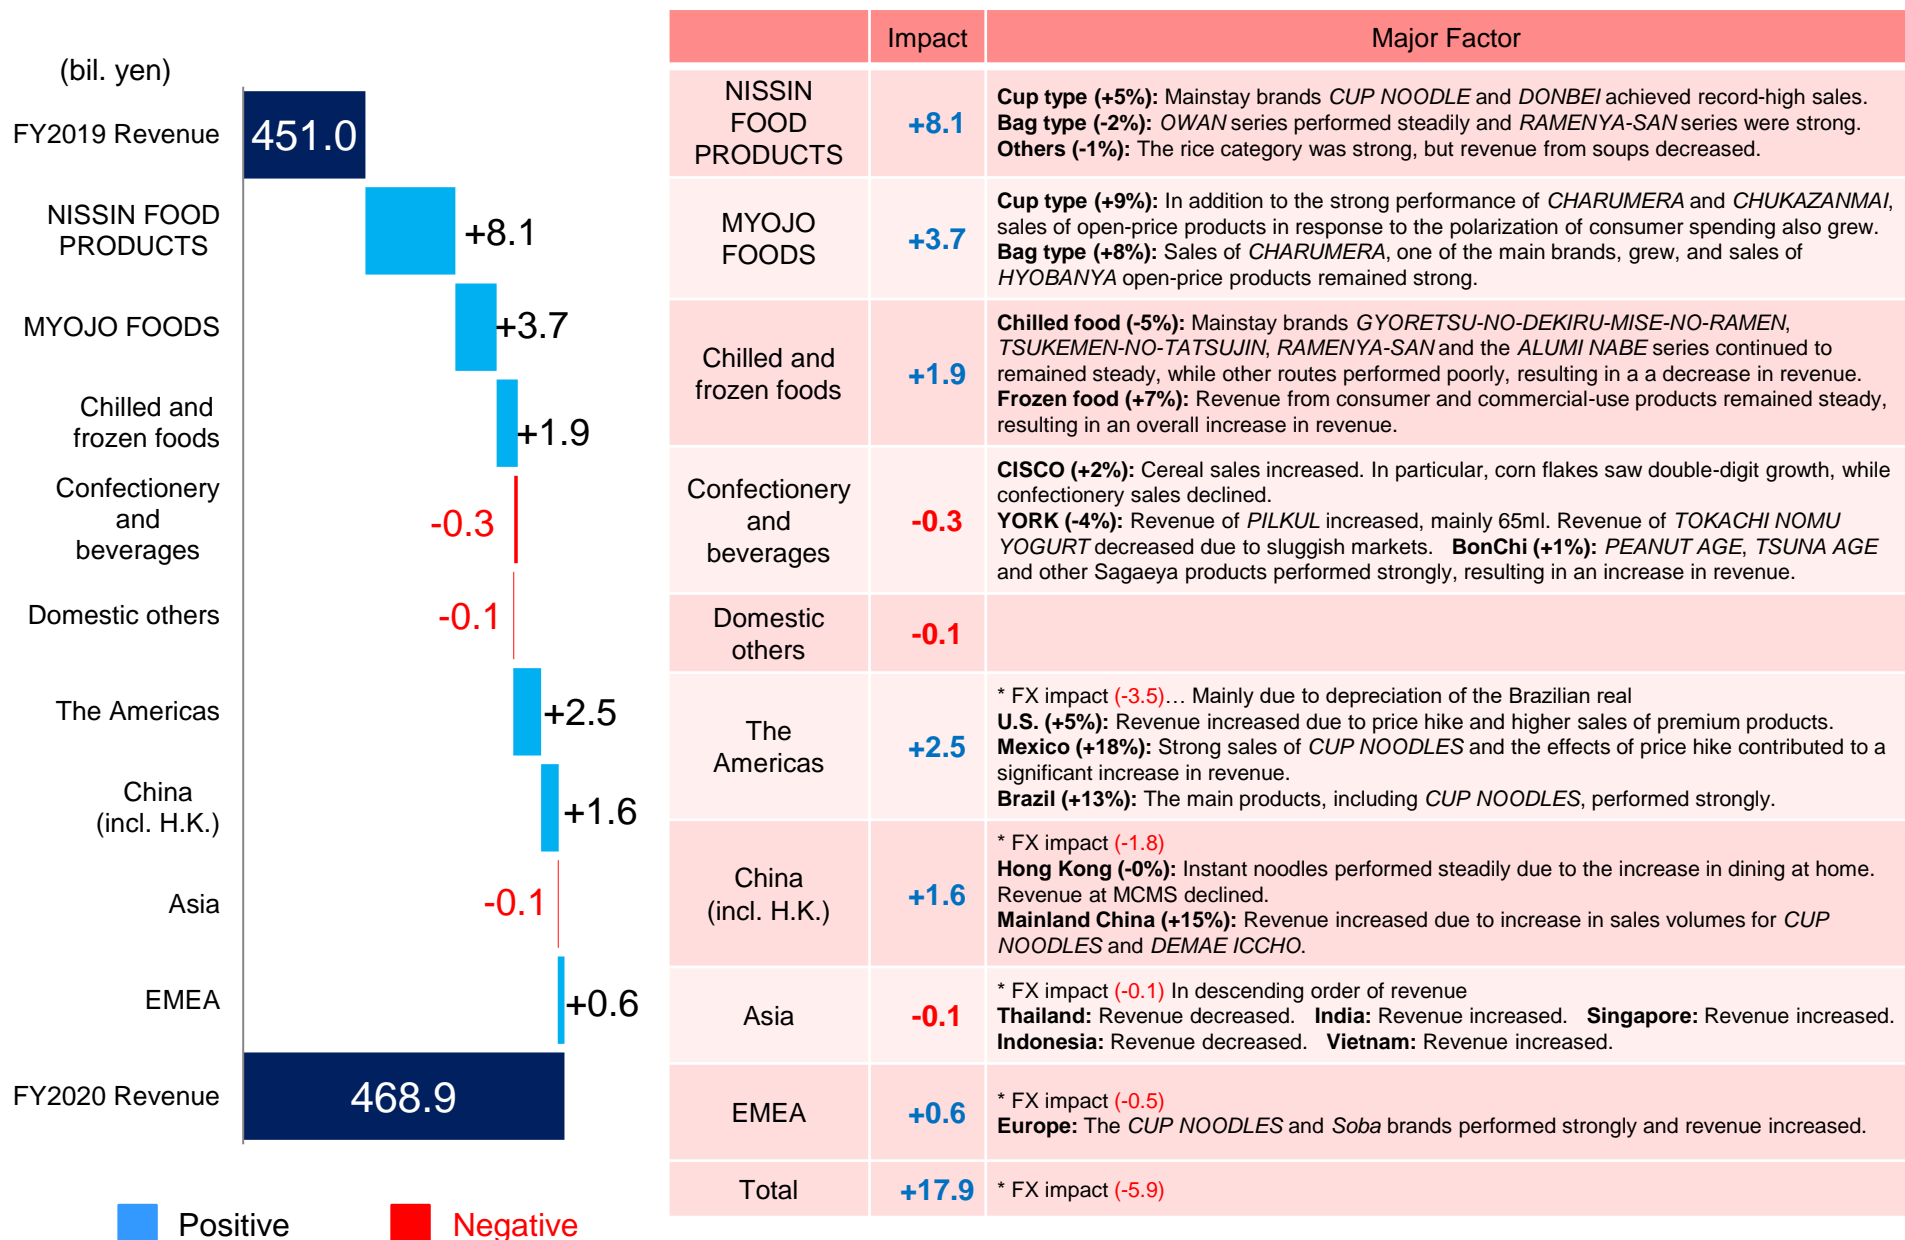 (bil. yen)
FY2019 Revenue
451.0
NISSIN FOOD
PRODUCTS
+8.1
MYOJO FOODS
+3.7
Chilled and
frozen foods
+1.9
Confectionery
and
beverages
-0.3
Domestic others
-0.1
The Americas
+2.5
China
(incl. H.K.)
+1.6
Asia
-0.1
EMEA
+0.6
FY2020 Revenue
468.9
Positive
Negative
Impact
Major Factor
NISSIN
FOOD
PRODUCTS
+8.1
Cup type (+5%): Mainstay brands CUP NOODLE and DONBEI achieved record-high sales.
Bag type (-2%): OWAN series performed steadily and RAMENYA-SAN series were strong.
Others (-1%): The rice category was strong, but revenue from soups decreased.
MYOJO
FOODS
+3.7
Cup type (+9%): In addition to the strong performance of CHARUMERA and CHUKAZANMAI,
sales of open-price products in response to the polarization of consumer spending also grew.
Bag type (+8%): Sales of CHARUMERA, one of the main brands, grew, and sales of
HYOBANYA open-price products remained strong.
Chilled and
frozen foods
+1.9
Chilled food (-5%): Mainstay brands GYORETSU-NO-DEKIRU-MISE-NO-RAMEN,
TSUKEMEN-NO-TATSUJIN, RAMENYA-SAN and the ALUMI NABE series continued to
remained steady, while other routes performed poorly, resulting in a a decrease in revenue.
Frozen food (+7%): Revenue from consumer and commercial-use products remained steady,
resulting in an overall increase in revenue.
Confectionery
and
beverages
-0.3
CISCO (+2%): Cereal sales increased. In particular, corn flakes saw double-digit growth, while
confectionery sales declined.
YORK (-4%): Revenue of PILKUL increased, mainly 65ml. Revenue of TOKACHI NOMU
YOGURT decreased due to sluggish markets. BonChi (+1%): PEANUT AGE, TSUNA AGE
and other Sagaeya products performed strongly, resulting in an increase in revenue.
Domestic
others
-0.1
The
Americas
+2.5
* FX impact (-3.5)… Mainly due to depreciation of the Brazilian real
U.S. (+5%): Revenue increased due to price hike and higher sales of premium products.
Mexico (+18%): Strong sales of CUP NOODLES and the effects of price hike contributed to a
significant increase in revenue.
Brazil (+13%): The main products, including CUP NOODLES, performed strongly.
China
(incl. H.K.)
+1.6
* FX impact (-1.8)
Hong Kong (-0%): Instant noodles performed steadily due to the increase in dining at home.
Revenue at MCMS declined.
Mainland China (+15%): Revenue increased due to increase in sales volumes for CUP
NOODLES and DEMAE ICCHO.
Asia
-0.1
* FX impact (-0.1) In descending order of revenue
Thailand: Revenue decreased. India: Revenue increased. Singapore: Revenue increased.
Indonesia: Revenue decreased. Vietnam: Revenue increased.
EMEA
+0.6
* FX impact (-0.5)
Europe: The CUP NOODLES and Soba brands performed strongly and revenue increased.
Total
+17.9
* FX impact (-5.9)